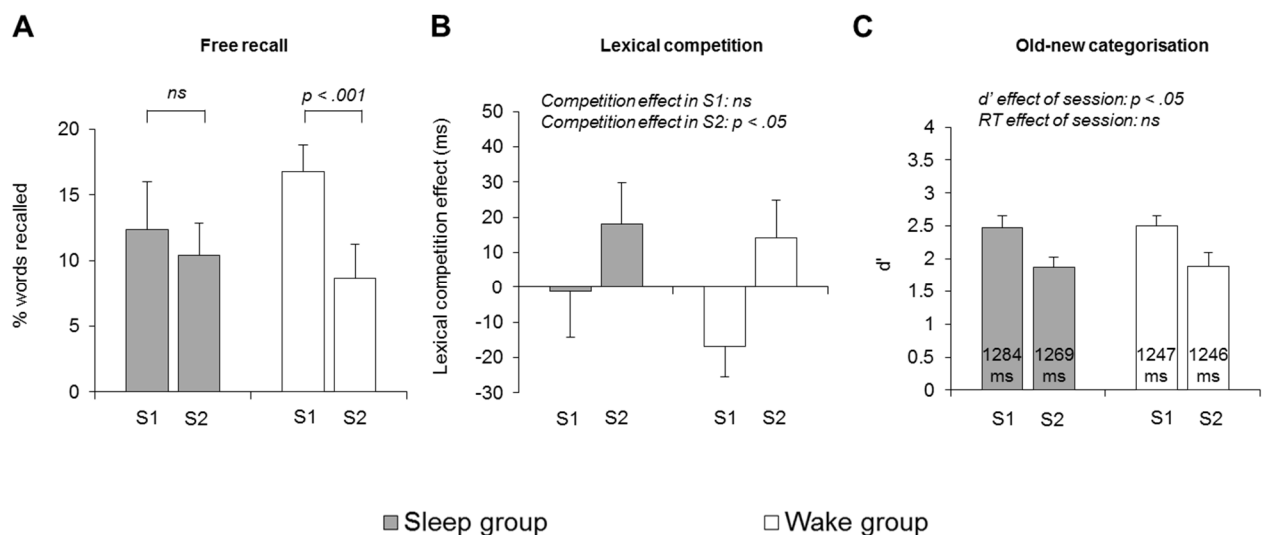 A
Free recall
ns
p < .001
% words recalled
20
15
10
5
0
S1
S2
S1
S2
B
Lexical competition
Competition effect in S1: ns
Competition effect in S2: p < .05
Lexical competition effect (ms)
50
40
30
20
10
0
-10
-20
-30
S1
S2
S1
S2
C
Old-new categorisation
d' effect of session: p < .05
RT effect of session: ns
d'
4
3.5
3
2.5
2
1.5
1
0.5
0
1284
ms
1269
ms
1247
ms
1246
ms
S1
S2
S1
S2
Sleep group
Wake group